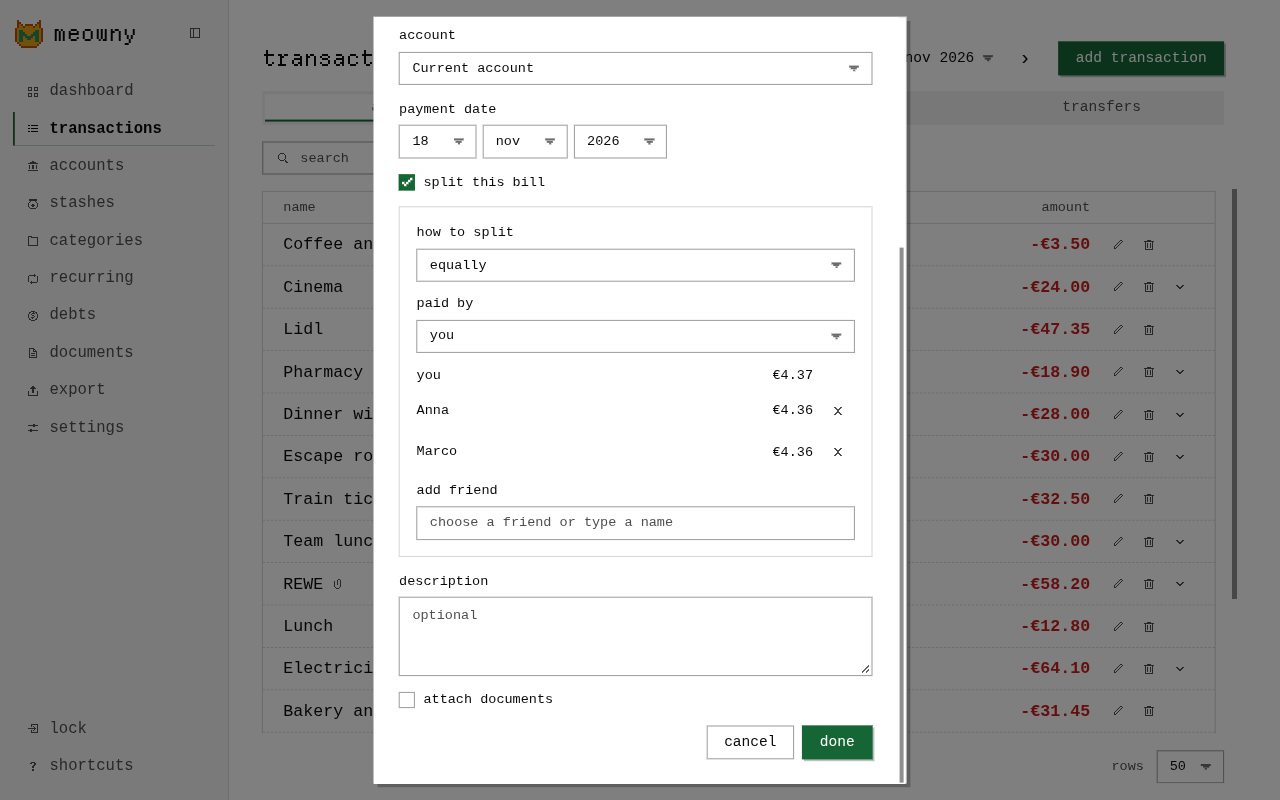 meowny
dashboard
transactions
accounts
stashes
categories
recurring
debts
documents
export
settings
lock
? shortcuts
transact
nov 2026
add transaction
transfers
search
name
amount
Coffee an
-€3.50
Cinema
-€24.00
Lidl
-€47.35
Pharmacy
-€18.90
Dinner wi
-€28.00
Escape ro
-€30.00
Train tic
-€32.50
Team lunc
-€30.00
REWE
-€58.20
Lunch
-€12.80
Electrici
-€64.10
Bakery an
-€31.45
rows 50
account
Current account
payment date
18 nov 2026
split this bill
how to split
equally
paid by
you
you €4.37
Anna €4.36 x
Marco €4.36 x
add friend
choose a friend or type a name
description
optional
attach documents
cancel done